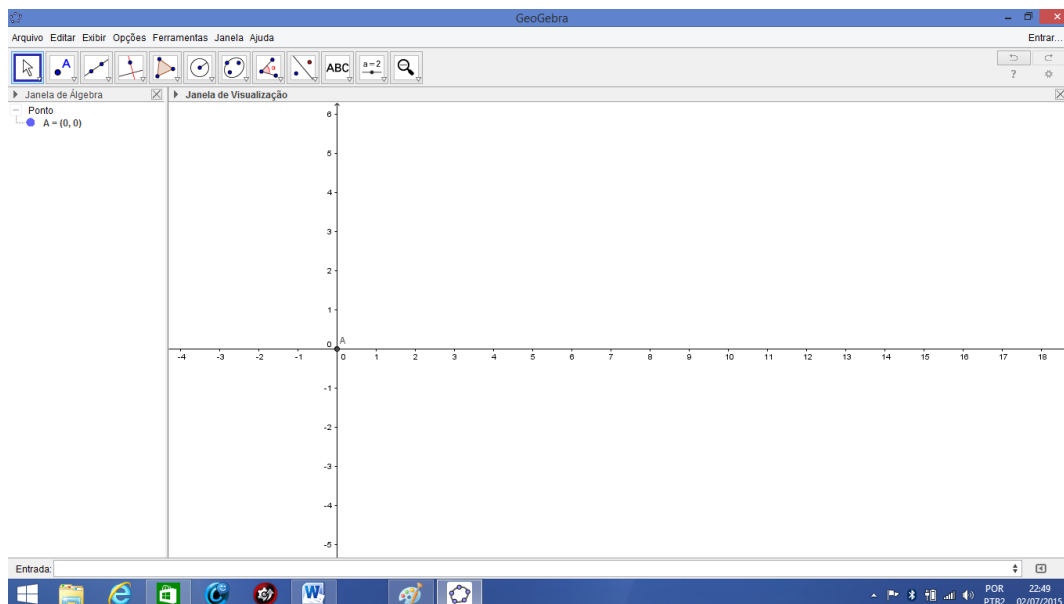 GeoGebra
Arquivo Editar Exibir Opções Ferramentas Janela Ajuda Entrar...
A ABC a=2
Janela de Álgebra Janela de Visualização
Ponto
A = (0, 0)
6
5
4
3
2
1
0 A
-4 -3 -2 -1 0 1 2 3 4 5 6 7 8 9 10 11 12 13 14 15 16 17 18
-1
-2
-3
-4
-5
Entrada:
POR 22:49
PTB2 02/07/2015